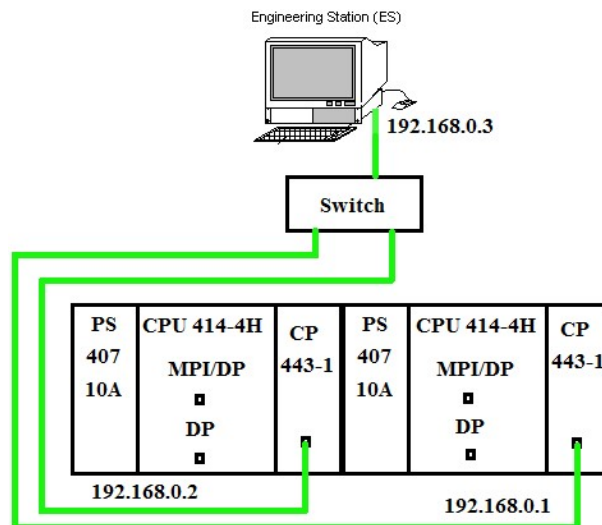 Engineering Station (ES)
192.168.0.3
Switch
PS
407
10A
CPU 414-4H
MPI/DP
DP
CP
443-1
PS
407
10A
CPU 414-4H
MPI/DP
DP
CP
443-1
192.168.0.2
192.168.0.1